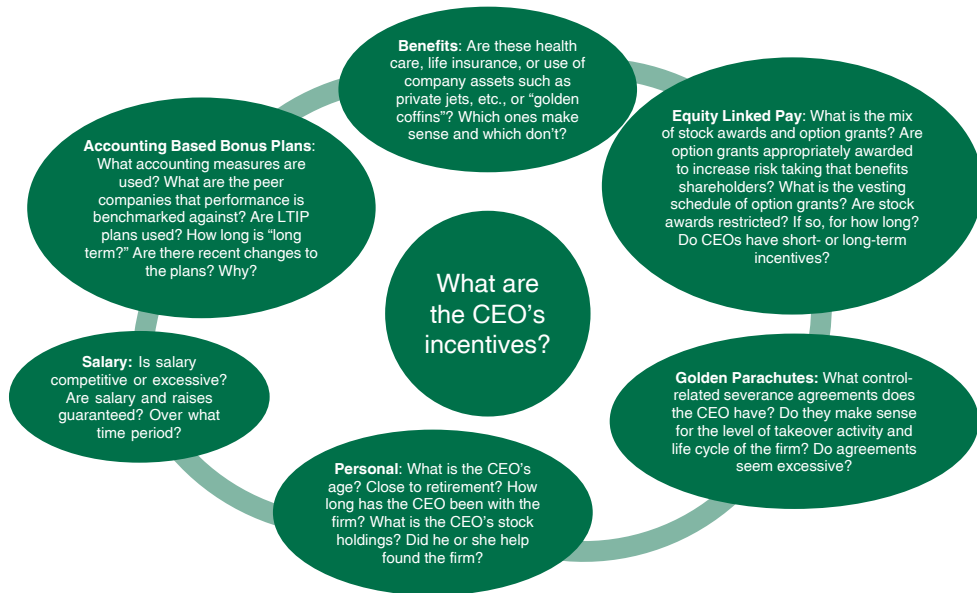 Benefits: Are these health
care, life insurance, or use of
company assets such as
private jets, etc., or “golden
coffins”? Which ones make
sense and which don’t?
Equity Linked Pay: What is the mix
of stock awards and option grants? Are
option grants appropriately awarded
to increase risk taking that benefits
shareholders? What is the vesting
schedule of option grants? Are stock
awards restricted? If so, for how long?
Do CEOs have short- or long-term
incentives?
Accounting Based Bonus Plans:
What accounting measures are
used? What are the peer
companies that performance is
benchmarked against? Are LTIP
plans used? How long is “long
term?” Are there recent changes to
the plans? Why?
What are
the CEO’s
incentives?
Salary: Is salary
competitive or excessive?
Are salary and raises
guaranteed? Over what
time period?
Golden Parachutes: What control-
related severance agreements does
the CEO have? Do they make sense
for the level of takeover activity and
life cycle of the firm? Do agreements
seem excessive?
Personal: What is the CEO’s
age? Close to retirement? How
long has the CEO been with the
firm? What is the CEO’s stock
holdings? Did he or she help
found the firm?